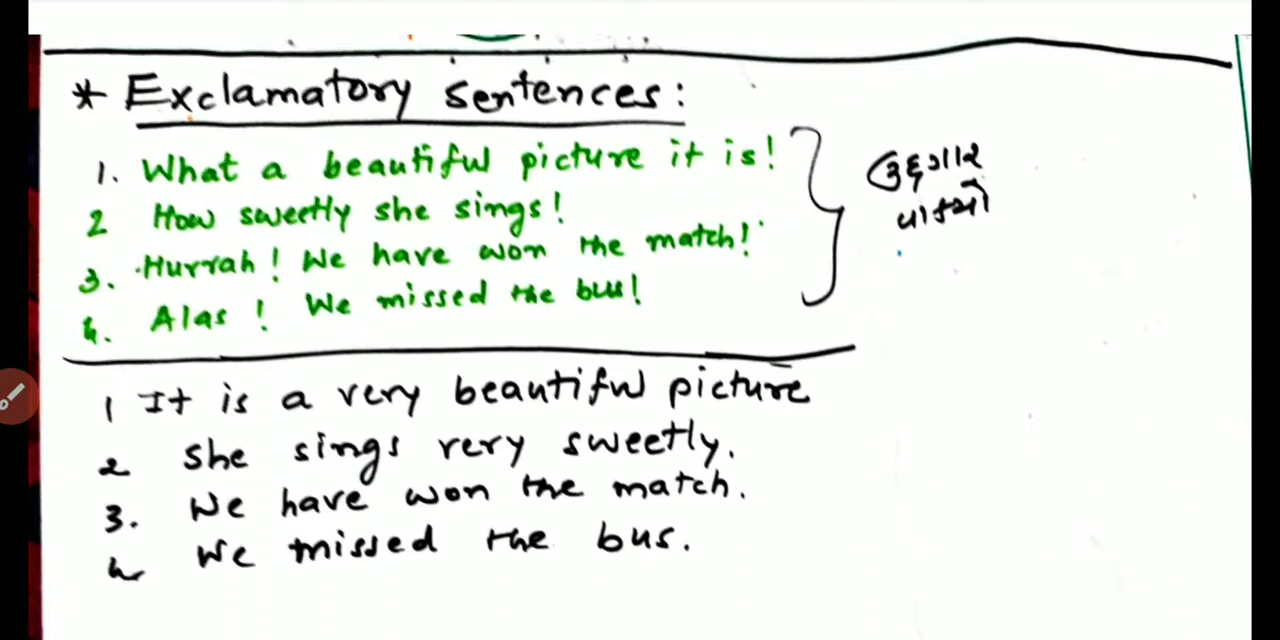 * Exclamatory sentences:
1. What a beautiful picture it is!
2 How sweetly she sings!
3. Hurrah! We have won the match!
4. Alas! We missed the bus!
ઉદ્દગાર
વાક્યો
1 It is a very beautiful picture
2 She sings very sweetly.
3. We have won the match.
4 We missed the bus.